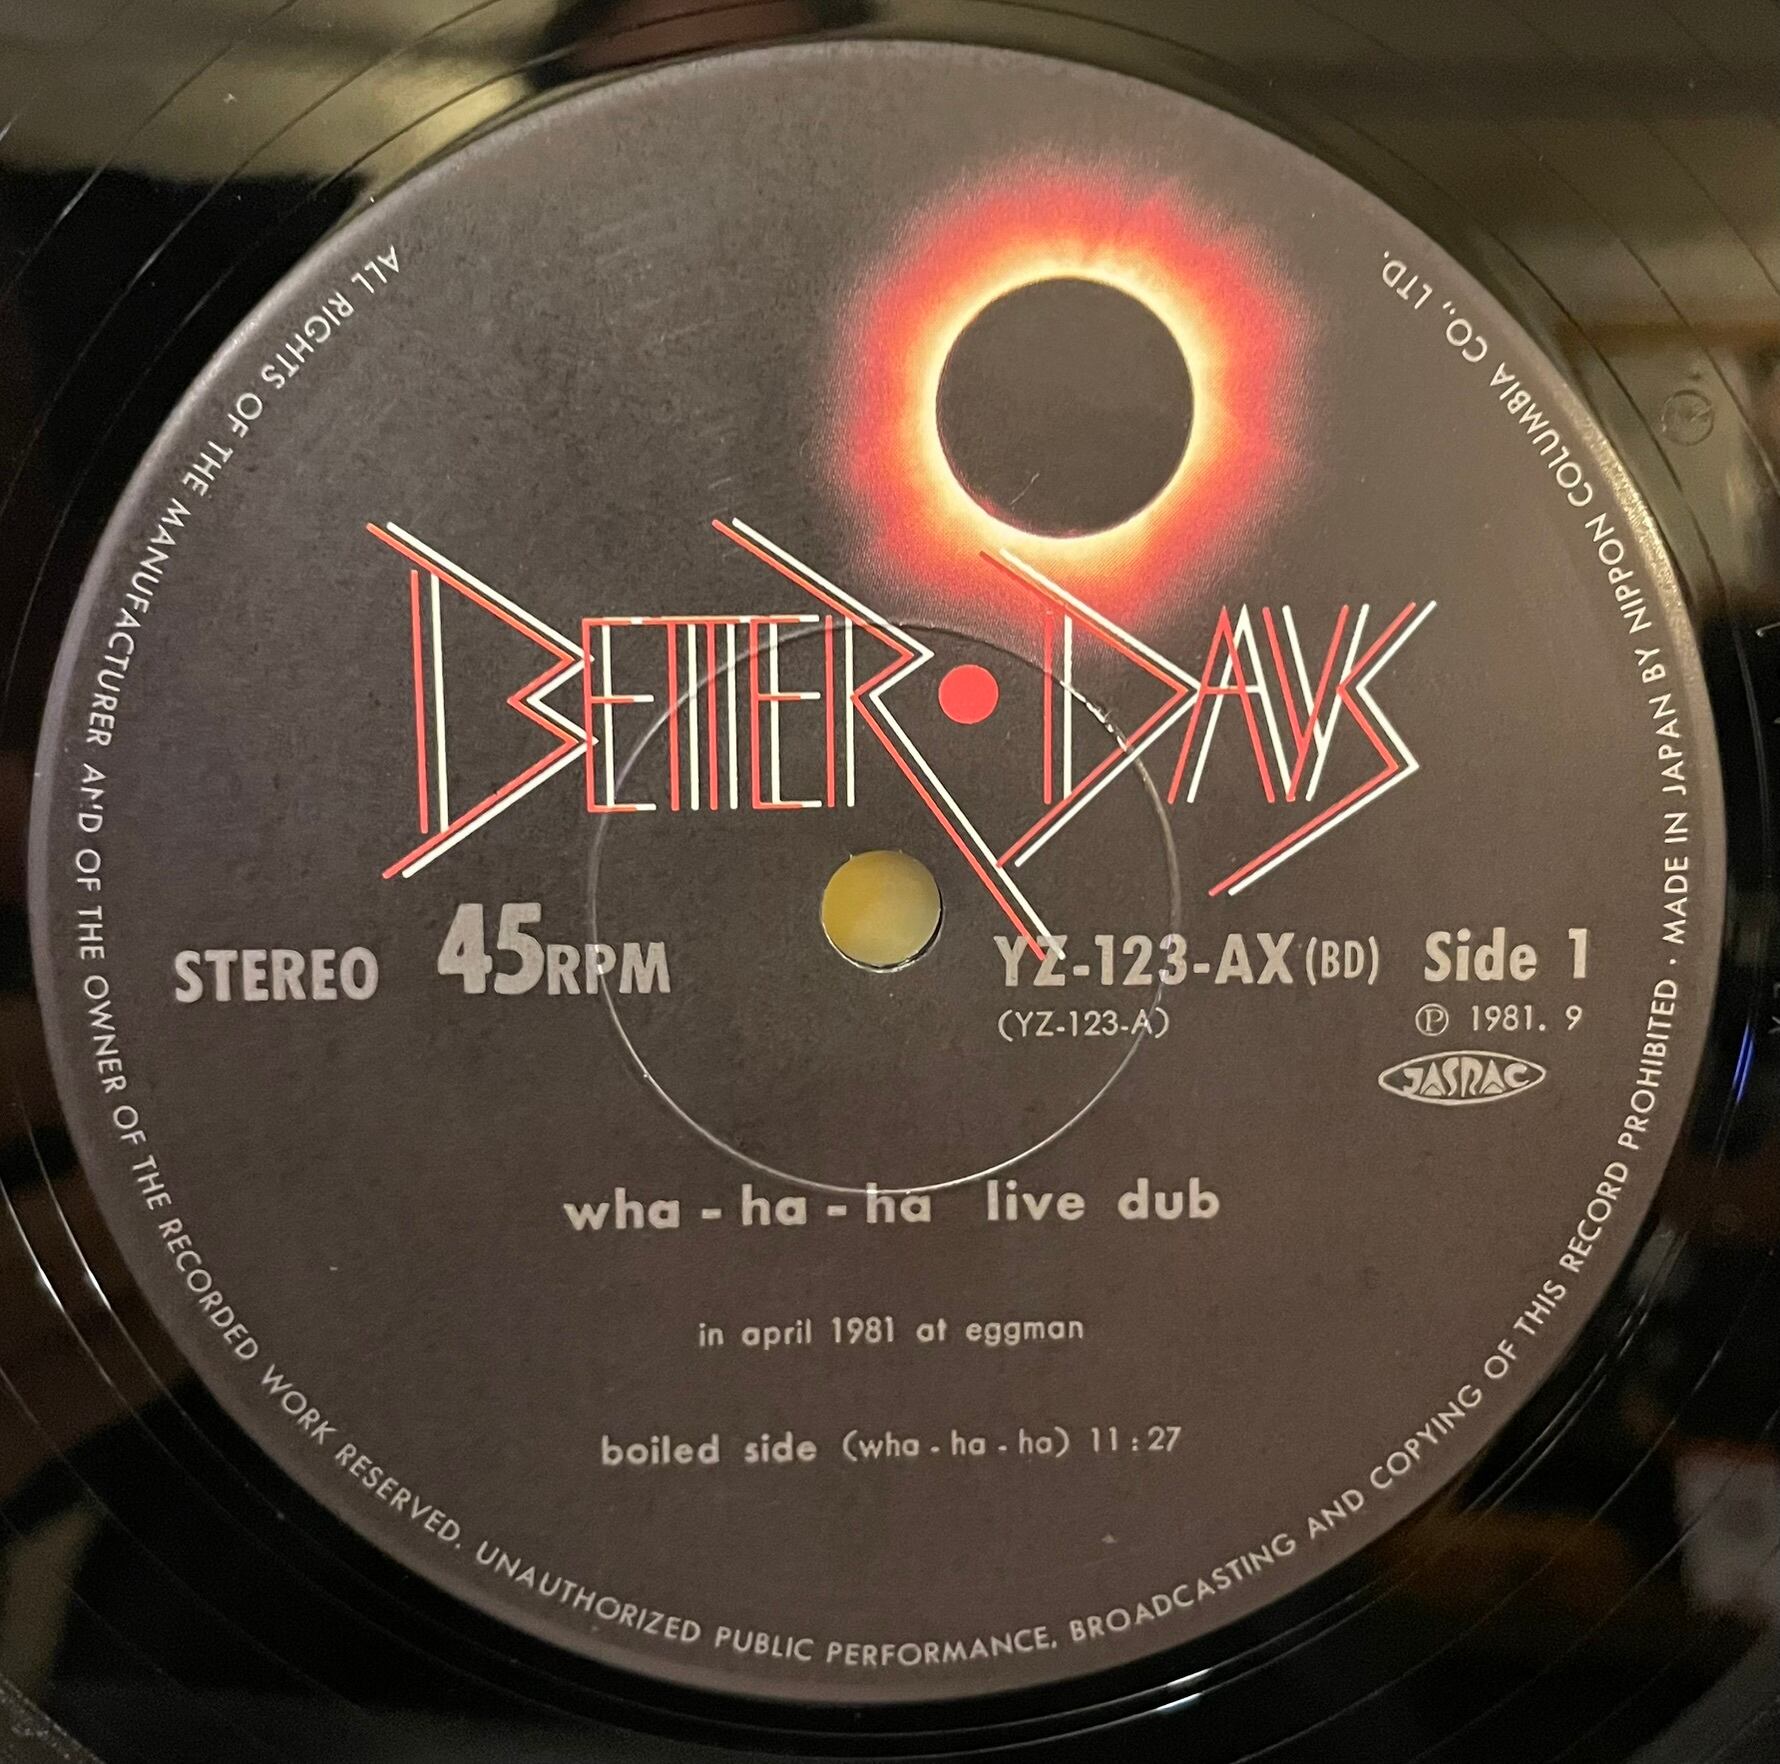 BETTER • DAYS
STEREO 45RPM YZ-123-AX (BD) Side 1
(YZ-123-A) Ⓟ 1981. 9
JASRAC
wha - ha - ha live dub
in april 1981 at eggman
boiled side (wha - ha - ha) 11 : 27
ALL RIGHTS OF THE MANUFACTURER AND OF THE OWNER OF THE RECORDED WORK RESERVED. UNAUTHORIZED PUBLIC PERFORMANCE, BROADCASTING AND COPYING OF THIS RECORD PROHIBITED · MADE IN JAPAN BY NIPPON COLUMBIA CO., LTD.